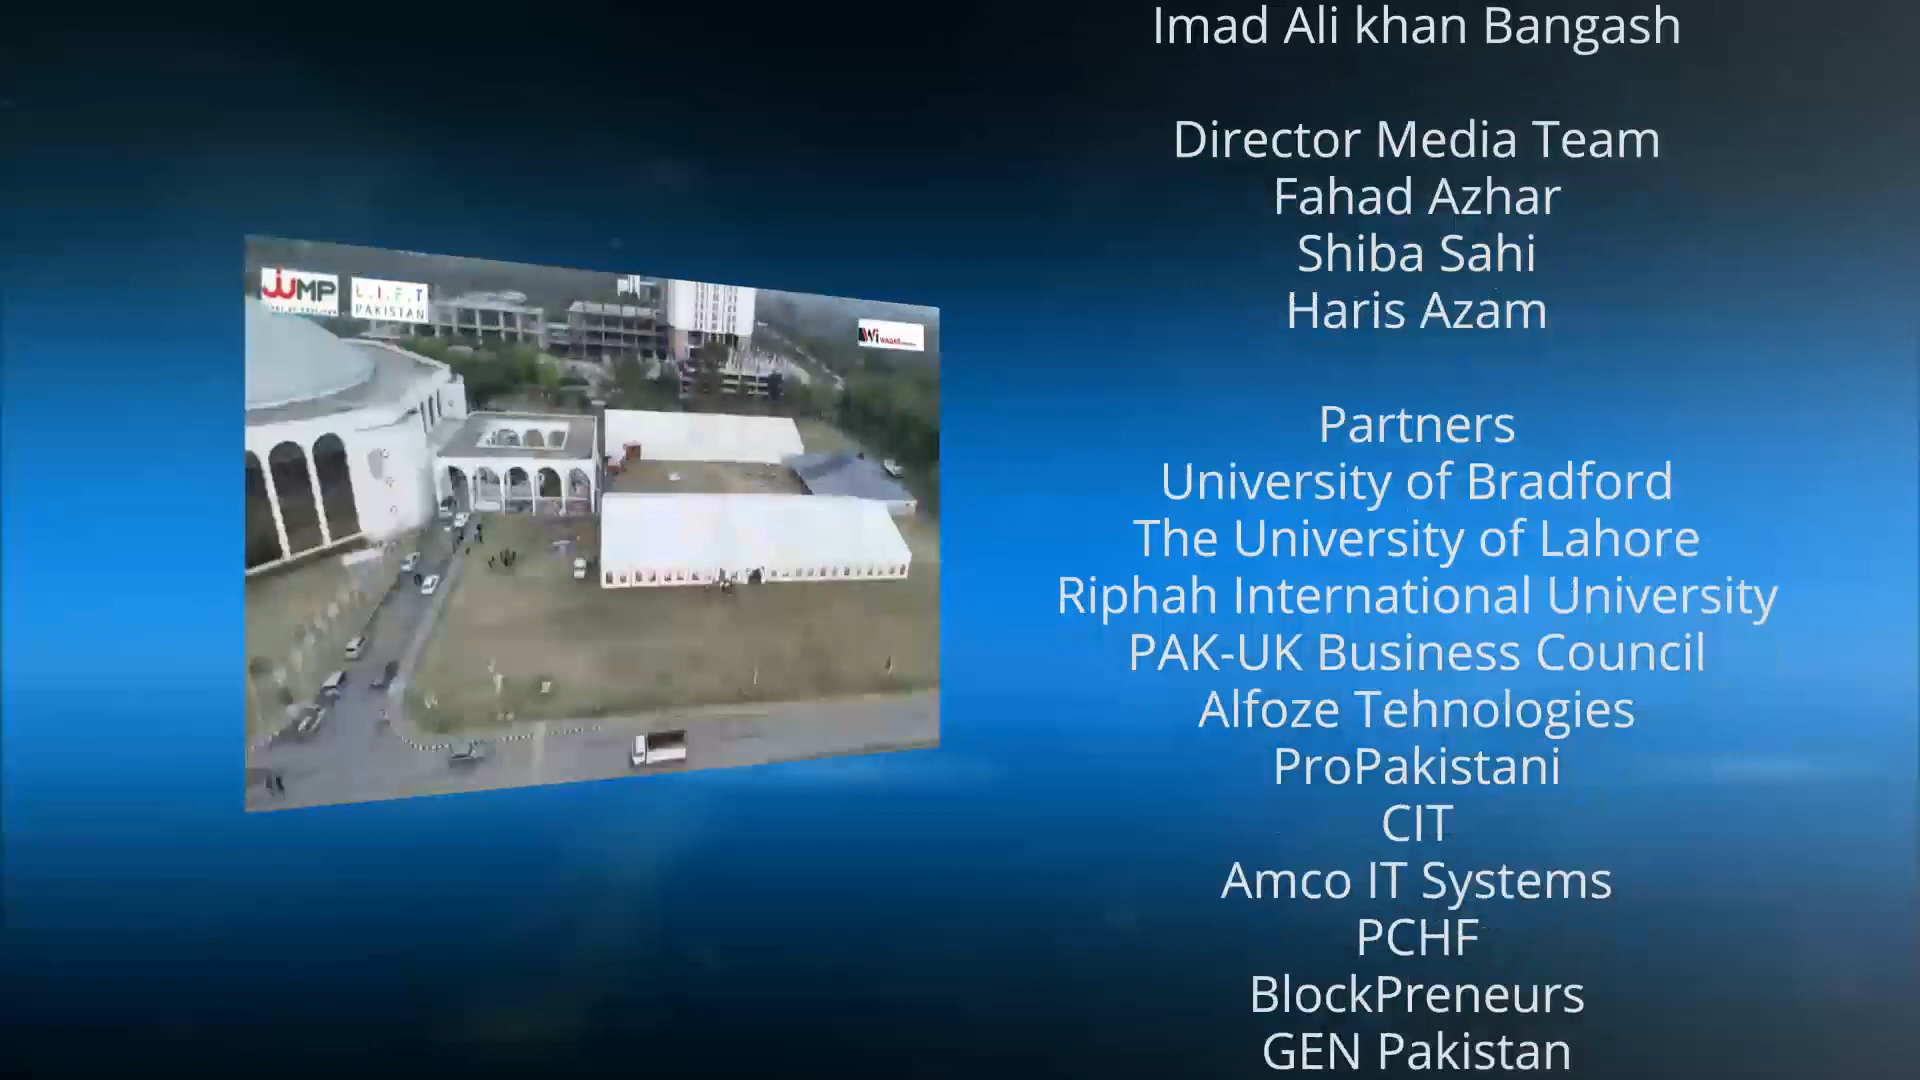 JUMP
L.I.F.T
PAKISTAN
Wi
Imad Ali khan Bangash
Director Media Team
Fahad Azhar
Shiba Sahi
Haris Azam
Partners
University of Bradford
The University of Lahore
Riphah International University
PAK-UK Business Council
Alfoze Tehnologies
ProPakistani
CIT
Amco IT Systems
PCHF
BlockPreneurs
GEN Pakistan